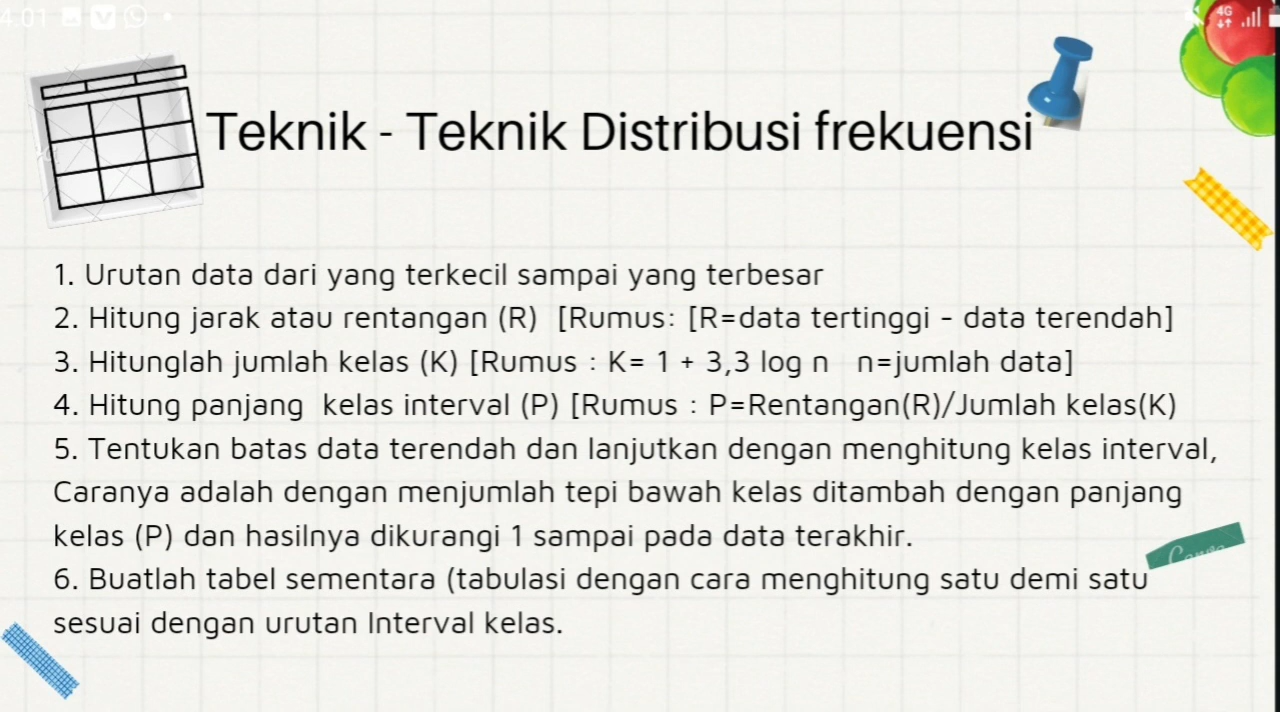 4.01
4G
Teknik - Teknik Distribusi frekuensi
1. Urutan data dari yang terkecil sampai yang terbesar
2. Hitung jarak atau rentangan (R) [Rumus: [R=data tertinggi - data terendah]
3. Hitunglah jumlah kelas (K) [Rumus : K= 1 + 3,3 log n n=jumlah data]
4. Hitung panjang kelas interval (P) [Rumus : P=Rentangan(R)/Jumlah kelas(K)
5. Tentukan batas data terendah dan lanjutkan dengan menghitung kelas interval,
Caranya adalah dengan menjumlah tepi bawah kelas ditambah dengan panjang
kelas (P) dan hasilnya dikurangi 1 sampai pada data terakhir.
Canva
6. Buatlah tabel sementara (tabulasi dengan cara menghitung satu demi satu
sesuai dengan urutan Interval kelas.